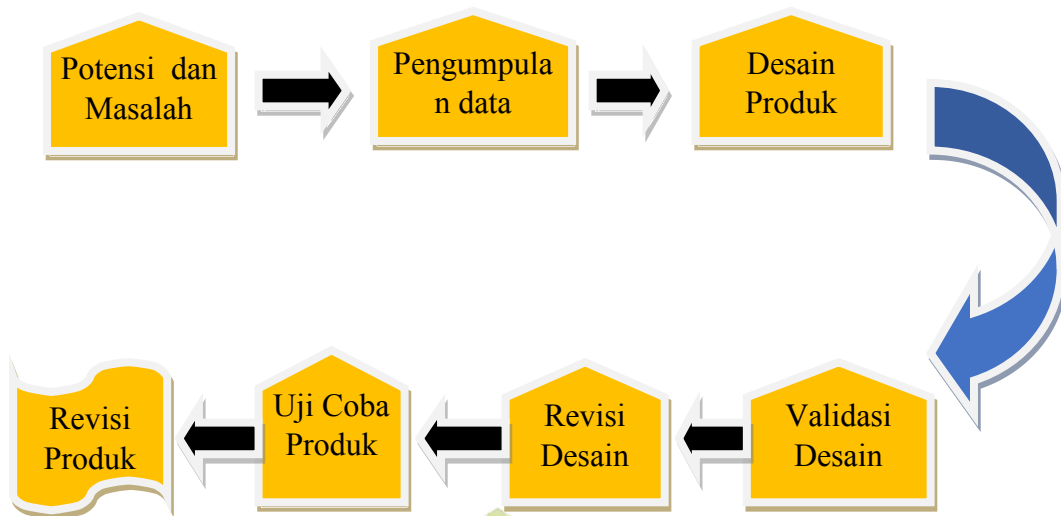 Potensi dan
Masalah
Pengumpula
n data
Desain
Produk
Validasi
Desain
Revisi
Desain
Uji Coba
Produk
Revisi
Produk